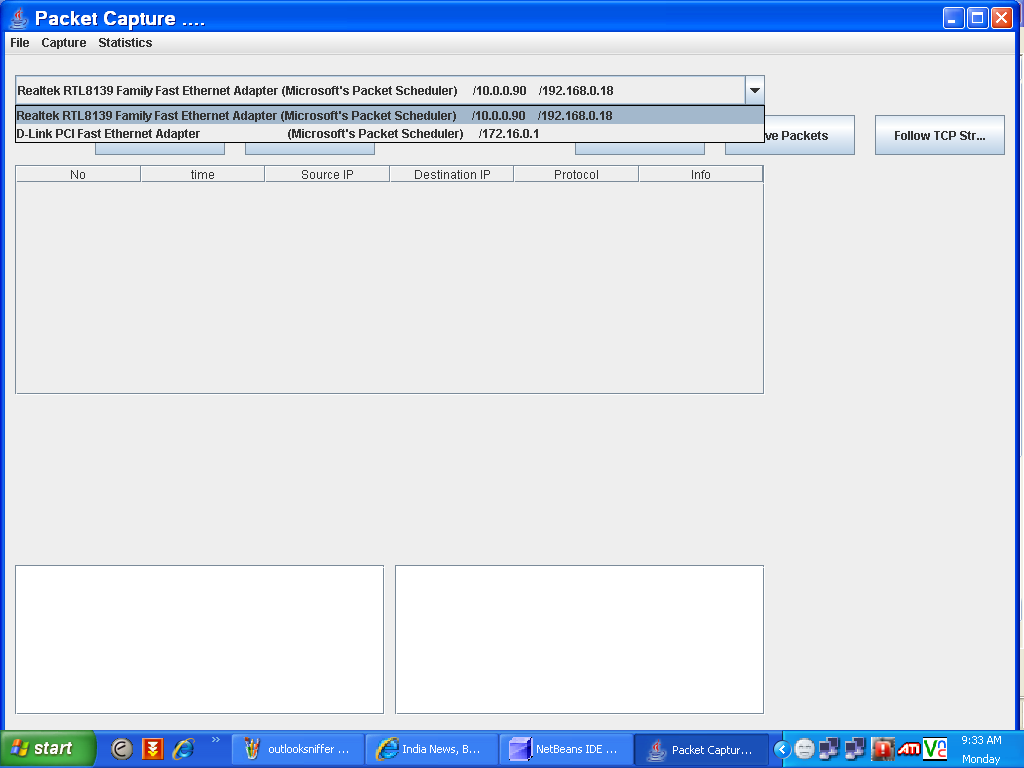 Packet Capture ....
File Capture Statistics
Realtek RTL8139 Family Fast Ethernet Adapter (Microsoft's Packet Scheduler) /10.0.0.90 /192.168.0.18
Realtek RTL8139 Family Fast Ethernet Adapter (Microsoft's Packet Scheduler) /10.0.0.90 /192.168.0.18
D-Link PCI Fast Ethernet Adapter (Microsoft's Packet Scheduler) /172.16.0.1
ve Packets Follow TCP Str...
No time Source IP Destination IP Protocol Info
start outlooksniffer ... India News, B... NetBeans IDE ... Packet Captur... ATI 9:33 AM
Monday